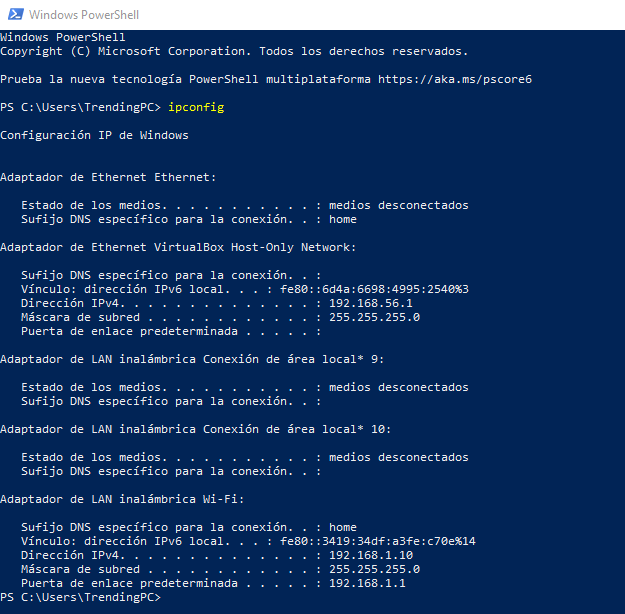 Windows PowerShell
Windows PowerShell
Copyright (C) Microsoft Corporation. Todos los derechos reservados.
Prueba la nueva tecnología PowerShell multiplataforma https://aka.ms/pscore6
PS C:\Users\TrendingPC> ipconfig
Configuración IP de Windows
Adaptador de Ethernet Ethernet:
   Estado de los medios. . . . . . . . . . . : medios desconectados
   Sufijo DNS específico para la conexión. . : home
Adaptador de Ethernet VirtualBox Host-Only Network:
   Sufijo DNS específico para la conexión. . :
   Vínculo: dirección IPv6 local. . . : fe80::6d4a:6698:4995:2540%3
   Dirección IPv4. . . . . . . . . . . . . . : 192.168.56.1
   Máscara de subred . . . . . . . . . . . . : 255.255.255.0
   Puerta de enlace predeterminada . . . . . :
Adaptador de LAN inalámbrica Conexión de área local* 9:
   Estado de los medios. . . . . . . . . . . : medios desconectados
   Sufijo DNS específico para la conexión. . :
Adaptador de LAN inalámbrica Conexión de área local* 10:
   Estado de los medios. . . . . . . . . . . : medios desconectados
   Sufijo DNS específico para la conexión. . :
Adaptador de LAN inalámbrica Wi-Fi:
   Sufijo DNS específico para la conexión. . : home
   Vínculo: dirección IPv6 local. . . : fe80::3419:34df:a3fe:c70e%14
   Dirección IPv4. . . . . . . . . . . . . . : 192.168.1.10
   Máscara de subred . . . . . . . . . . . . : 255.255.255.0
   Puerta de enlace predeterminada . . . . . : 192.168.1.1
PS C:\Users\TrendingPC>